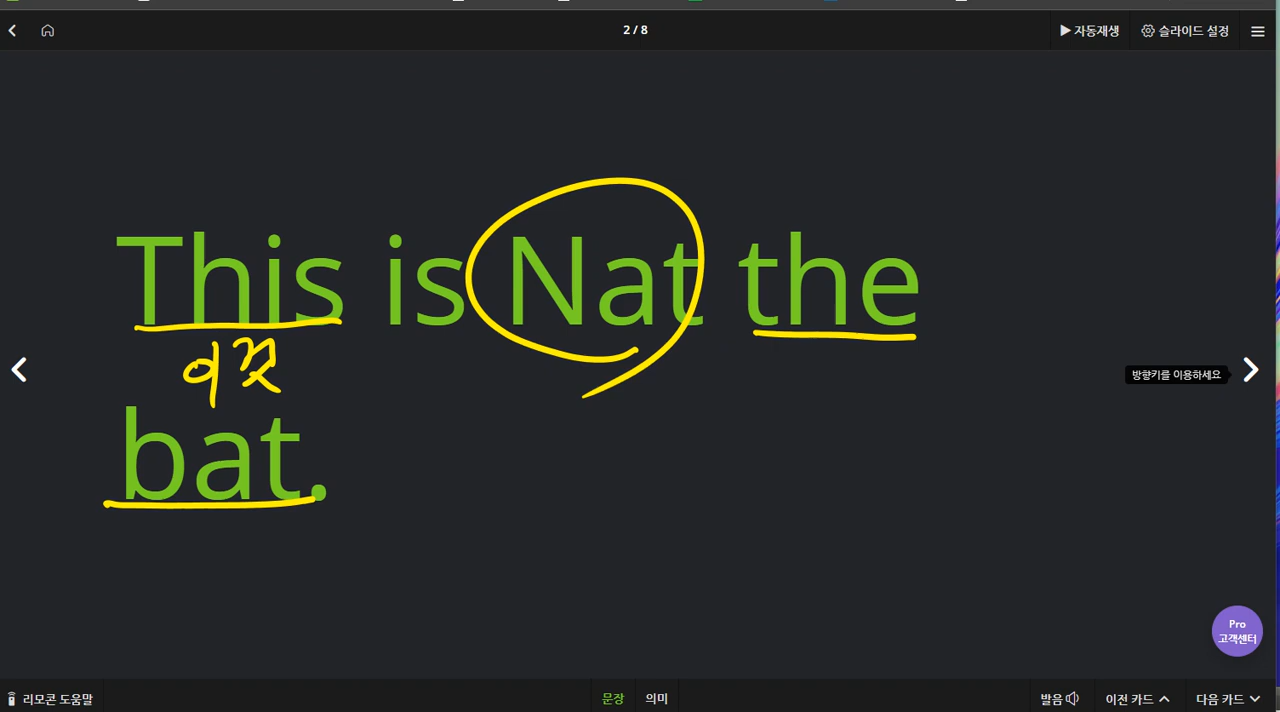 2 / 8
▶ 자동재생
슬라이드 설정
This is Nat the
이것
bat.
방향키를 이용하세요
Pro
고객센터
리모콘 도움말
문장
의미
발음
이전 카드
다음 카드